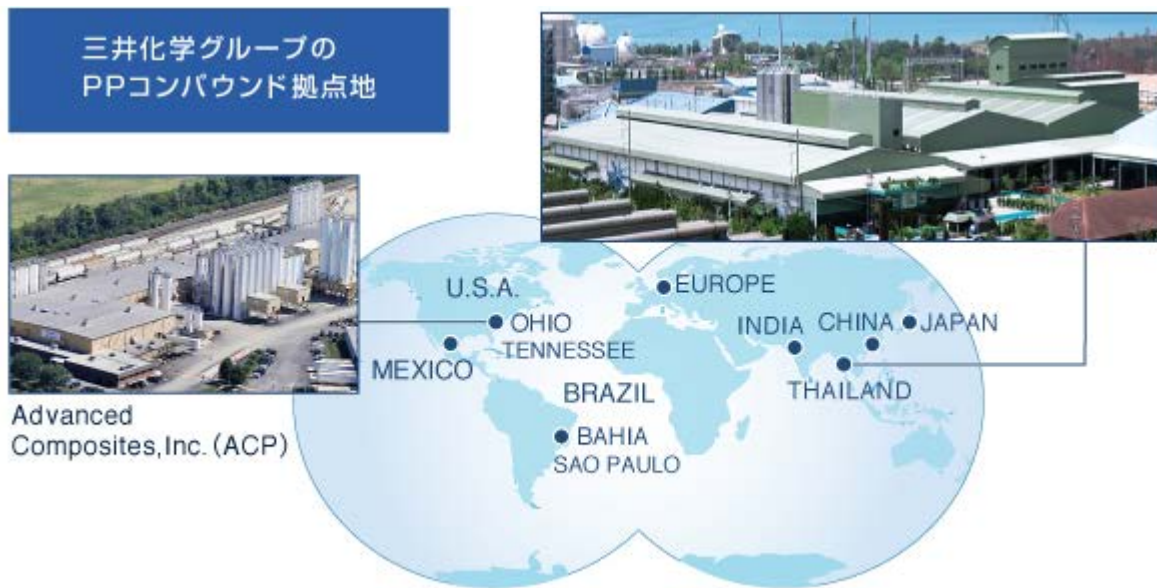 三井化学グループの
PPコンパウンド拠点地
U.S.A.
EUROPE
OHIO
TENNESSEE
MEXICO
INDIA
CHINA
JAPAN
THAILAND
BRAZIL
BAHIA
SAO PAULO
Advanced
Composites,Inc. (ACP)